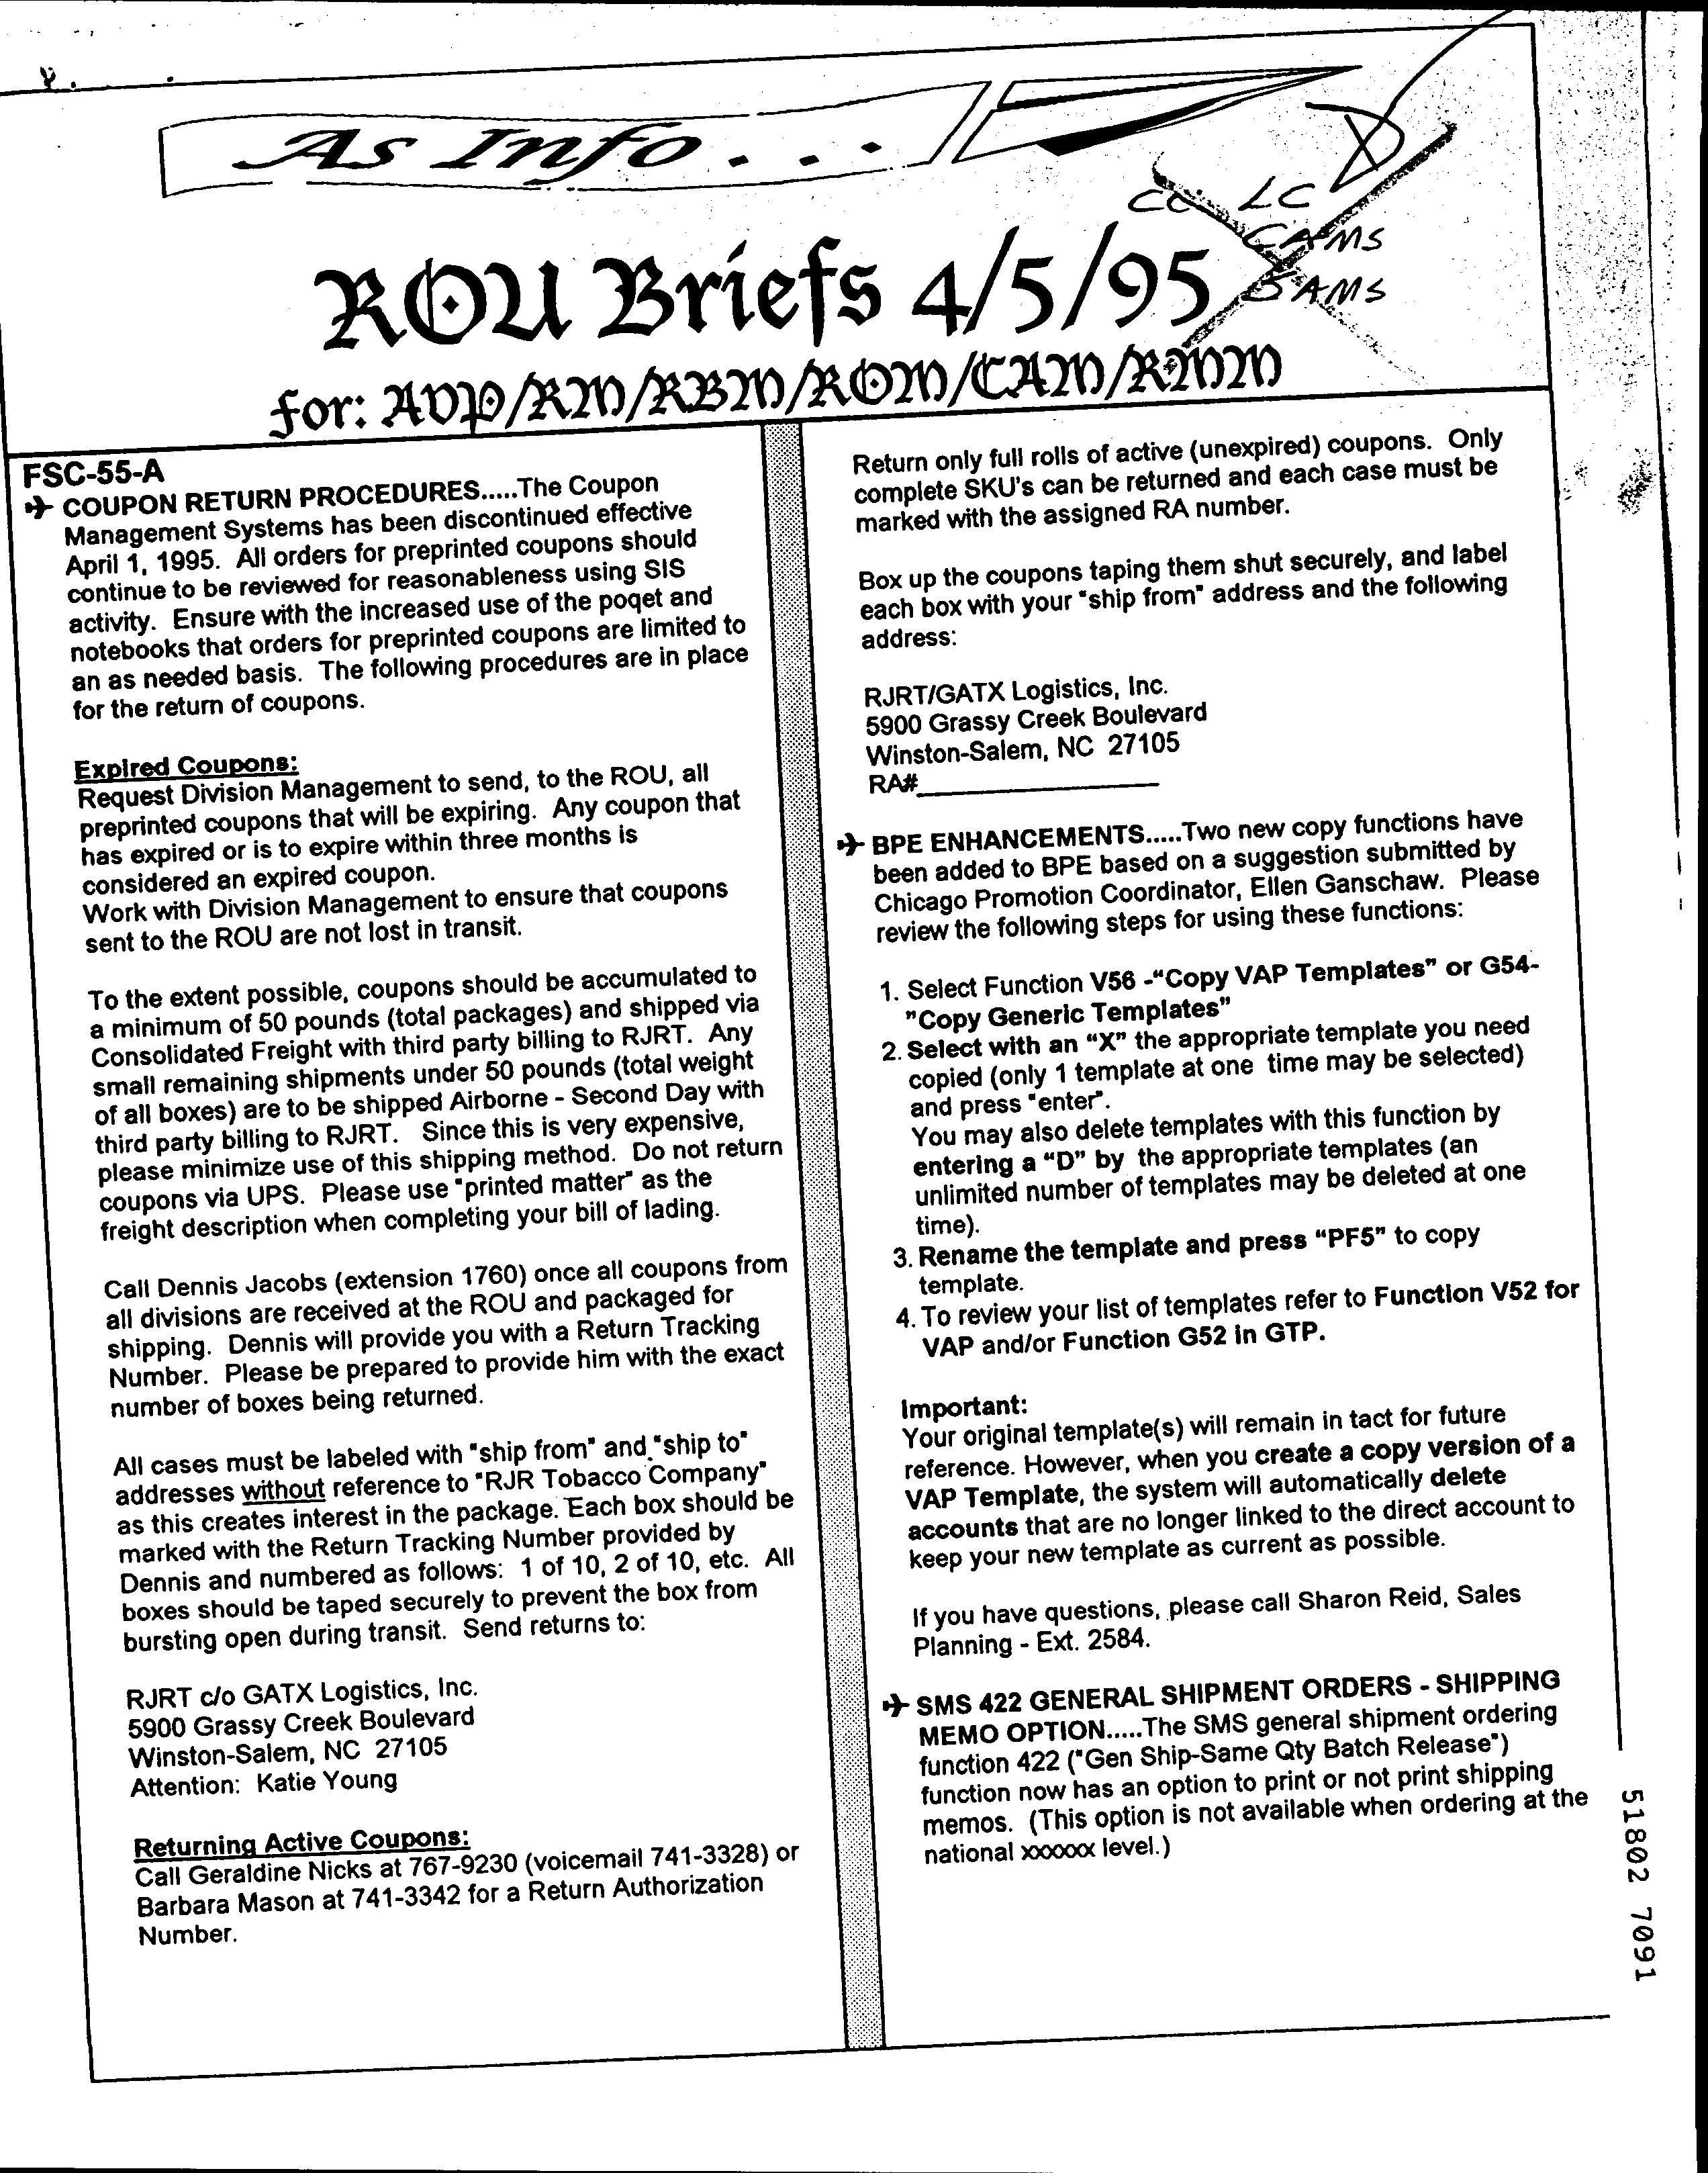 As Info . . .
CC LC
CAMS
SAMS
ROU Briefs 4/5/95
for: AVP/RM/RBM/ROM/CAM/RMM
FSC-55-A
COUPON RETURN PROCEDURES.....The Coupon
Management Systems has been discontinued effective
April 1, 1995. All orders for preprinted coupons should
continue to be reviewed for reasonableness using SIS
activity. Ensure with the increased use of the poqet and
notebooks that orders for preprinted coupons are limited to
an as needed basis. The following procedures are in place
for the return of coupons.
Expired Coupons:
Request Division Management to send, to the ROU, all
preprinted coupons that will be expiring. Any coupon that
has expired or is to expire within three months is
considered an expired coupon.
Work with Division Management to ensure that coupons
sent to the ROU are not lost in transit.
To the extent possible, coupons should be accumulated to
a minimum of 50 pounds (total packages) and shipped via
Consolidated Freight with third party billing to RJRT. Any
small remaining shipments under 50 pounds (total weight
of all boxes) are to be shipped Airborne - Second Day with
third party billing to RJRT. Since this is very expensive,
please minimize use of this shipping method. Do not return
coupons via UPS. Please use "printed matter" as the
freight description when completing your bill of lading.
Call Dennis Jacobs (extension 1760) once all coupons from
all divisions are received at the ROU and packaged for
shipping. Dennis will provide you with a Return Tracking
Number. Please be prepared to provide him with the exact
number of boxes being returned.
All cases must be labeled with "ship from" and "ship to"
addresses without reference to "RJR Tobacco Company"
as this creates interest in the package. Each box should be
marked with the Return Tracking Number provided by
Dennis and numbered as follows: 1 of 10, 2 of 10, etc. All
boxes should be taped securely to prevent the box from
bursting open during transit. Send returns to:
RJRT c/o GATX Logistics, Inc.
5900 Grassy Creek Boulevard
Winston-Salem, NC 27105
Attention: Katie Young
Returning Active Coupons:
Call Geraldine Nicks at 767-9230 (voicemail 741-3328) or
Barbara Mason at 741-3342 for a Return Authorization
Number.
Return only full rolls of active (unexpired) coupons. Only
complete SKU's can be returned and each case must be
marked with the assigned RA number.
Box up the coupons taping them shut securely, and label
each box with your "ship from" address and the following
address:
RJRT/GATX Logistics, Inc.
5900 Grassy Creek Boulevard
Winston-Salem, NC 27105
RA#
BPE ENHANCEMENTS.....Two new copy functions have
been added to BPE based on a suggestion submitted by
Chicago Promotion Coordinator, Ellen Ganschaw. Please
review the following steps for using these functions:
1. Select Function V56 -“Copy VAP Templates” or G54-
"Copy Generic Templates”
2. Select with an “X” the appropriate template you need
copied (only 1 template at one time may be selected)
and press "enter".
You may also delete templates with this function by
entering a “D” by the appropriate templates (an
unlimited number of templates may be deleted at one
time).
3. Rename the template and press “PF5” to copy
template.
4. To review your list of templates refer to Function V52 for
VAP and/or Function G52 in GTP.
Important:
Your original template(s) will remain in tact for future
reference. However, when you create a copy version of a
VAP Template, the system will automatically delete
accounts that are no longer linked to the direct account to
keep your new template as current as possible.
If you have questions, please call Sharon Reid, Sales
Planning - Ext. 2584.
SMS 422 GENERAL SHIPMENT ORDERS - SHIPPING
MEMO OPTION.....The SMS general shipment ordering
function 422 ("Gen Ship-Same Qty Batch Release")
function now has an option to print or not print shipping
memos. (This option is not available when ordering at the
national xxxxxx level.)
51802 7091